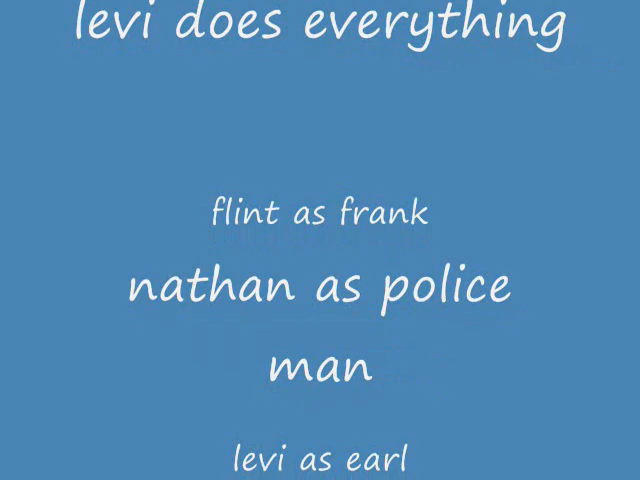 levi does everything
flint as frank
nathan as police
man
levi as earl